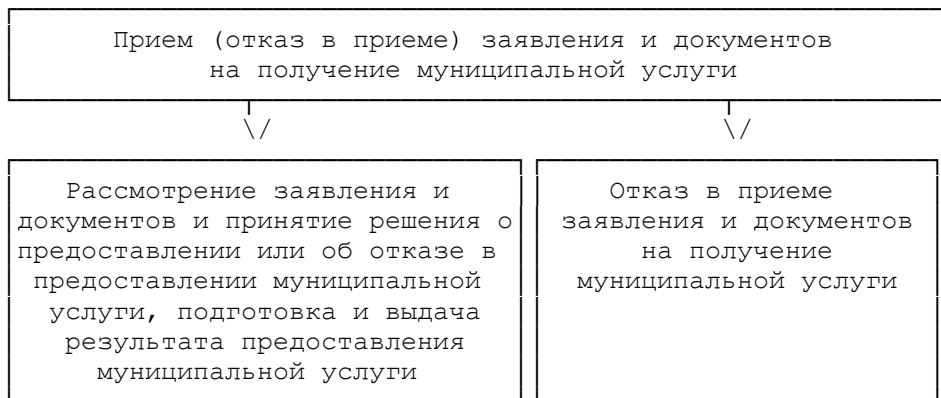 Прием (отказ в приеме) заявления и документов
на получение муниципальной услуги
\/ \/
Рассмотрение заявления и
документов и принятие решения о
предоставлении или об отказе в
предоставлении муниципальной
услуги, подготовка и выдача
результата предоставления
муниципальной услуги
Отказ в приеме
заявления и документов
на получение
муниципальной услуги